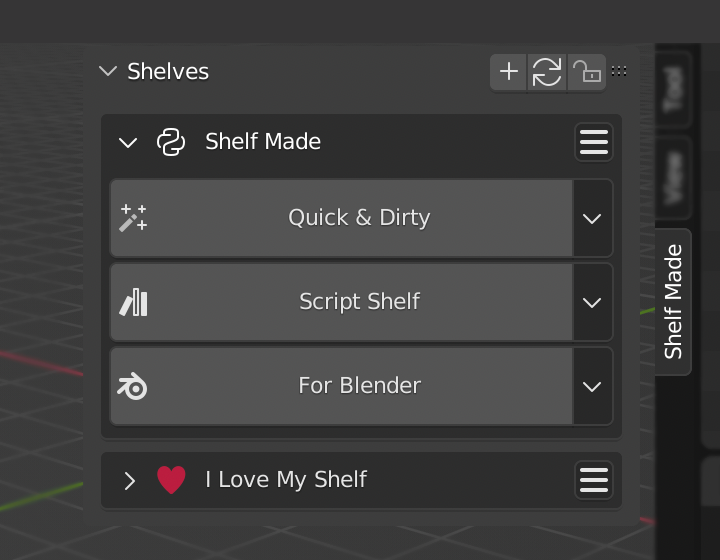 Shelves
Shelf Made
Quick & Dirty
Script Shelf
For Blender
I Love My Shelf
Tool
View
Shelf Made